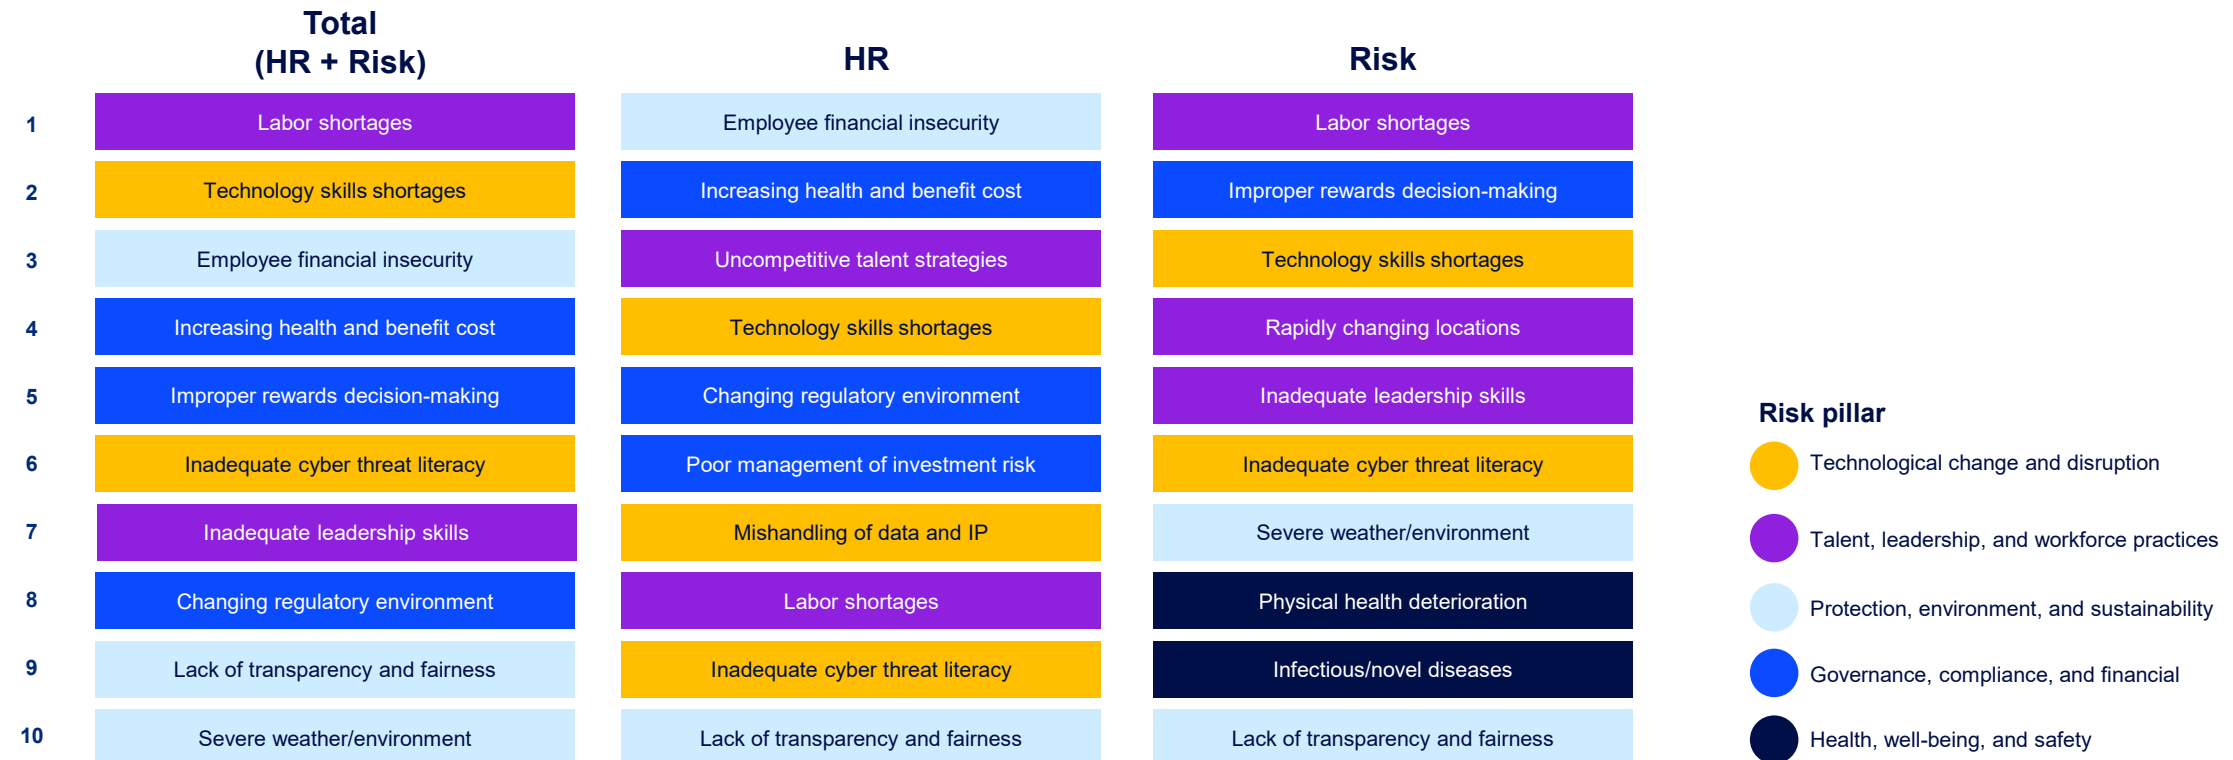 Total
(HR + Risk)
HR
Risk
1
Labor shortages
Employee financial insecurity
Labor shortages
2
Technology skills shortages
Increasing health and benefit cost
Improper rewards decision-making
3
Employee financial insecurity
Uncompetitive talent strategies
Technology skills shortages
4
Increasing health and benefit cost
Technology skills shortages
Rapidly changing locations
5
Improper rewards decision-making
Changing regulatory environment
Inadequate leadership skills
6
Inadequate cyber threat literacy
Poor management of investment risk
Inadequate cyber threat literacy
7
Inadequate leadership skills
Mishandling of data and IP
Severe weather/environment
8
Changing regulatory environment
Labor shortages
Physical health deterioration
9
Lack of transparency and fairness
Inadequate cyber threat literacy
Infectious/novel diseases
10
Severe weather/environment
Lack of transparency and fairness
Lack of transparency and fairness
Risk pillar
Technological change and disruption
Talent, leadership, and workforce practices
Protection, environment, and sustainability
Governance, compliance, and financial
Health, well-being, and safety